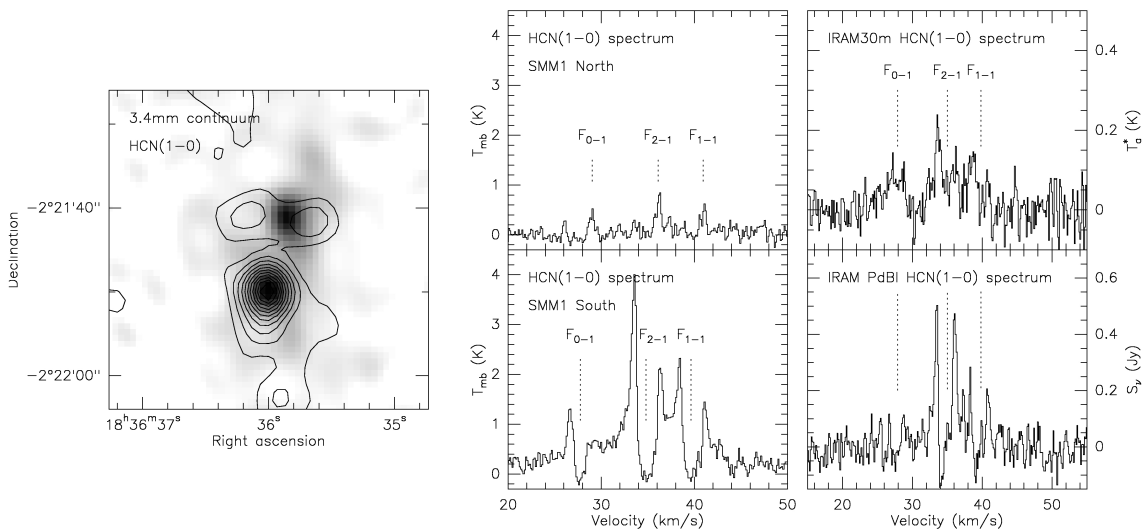 3.4mm continuum
HCN(1−0)
−2°21'40"
−2°22'00"
18ʰ36ᵐ37ˢ
36ˢ
35ˢ
Right ascension
Declination
HCN(1−0) spectrum
SMM1 North
F₀₋₁
F₂₋₁
F₁₋₁
4
3
2
1
0
T_mb (K)
HCN(1−0) spectrum
SMM1 South
F₀₋₁
F₂₋₁
F₁₋₁
4
3
2
1
0
T_mb (K)
20
30
40
50
Velocity (km/s)
IRAM30m HCN(1−0) spectrum
F₀₋₁
F₂₋₁
F₁₋₁
0.4
0.2
0
T*ₐ (K)
IRAM PdBI HCN(1−0) spectrum
0.6
0.4
0.2
0
S_ν (Jy)
20
30
40
50
Velocity (km/s)